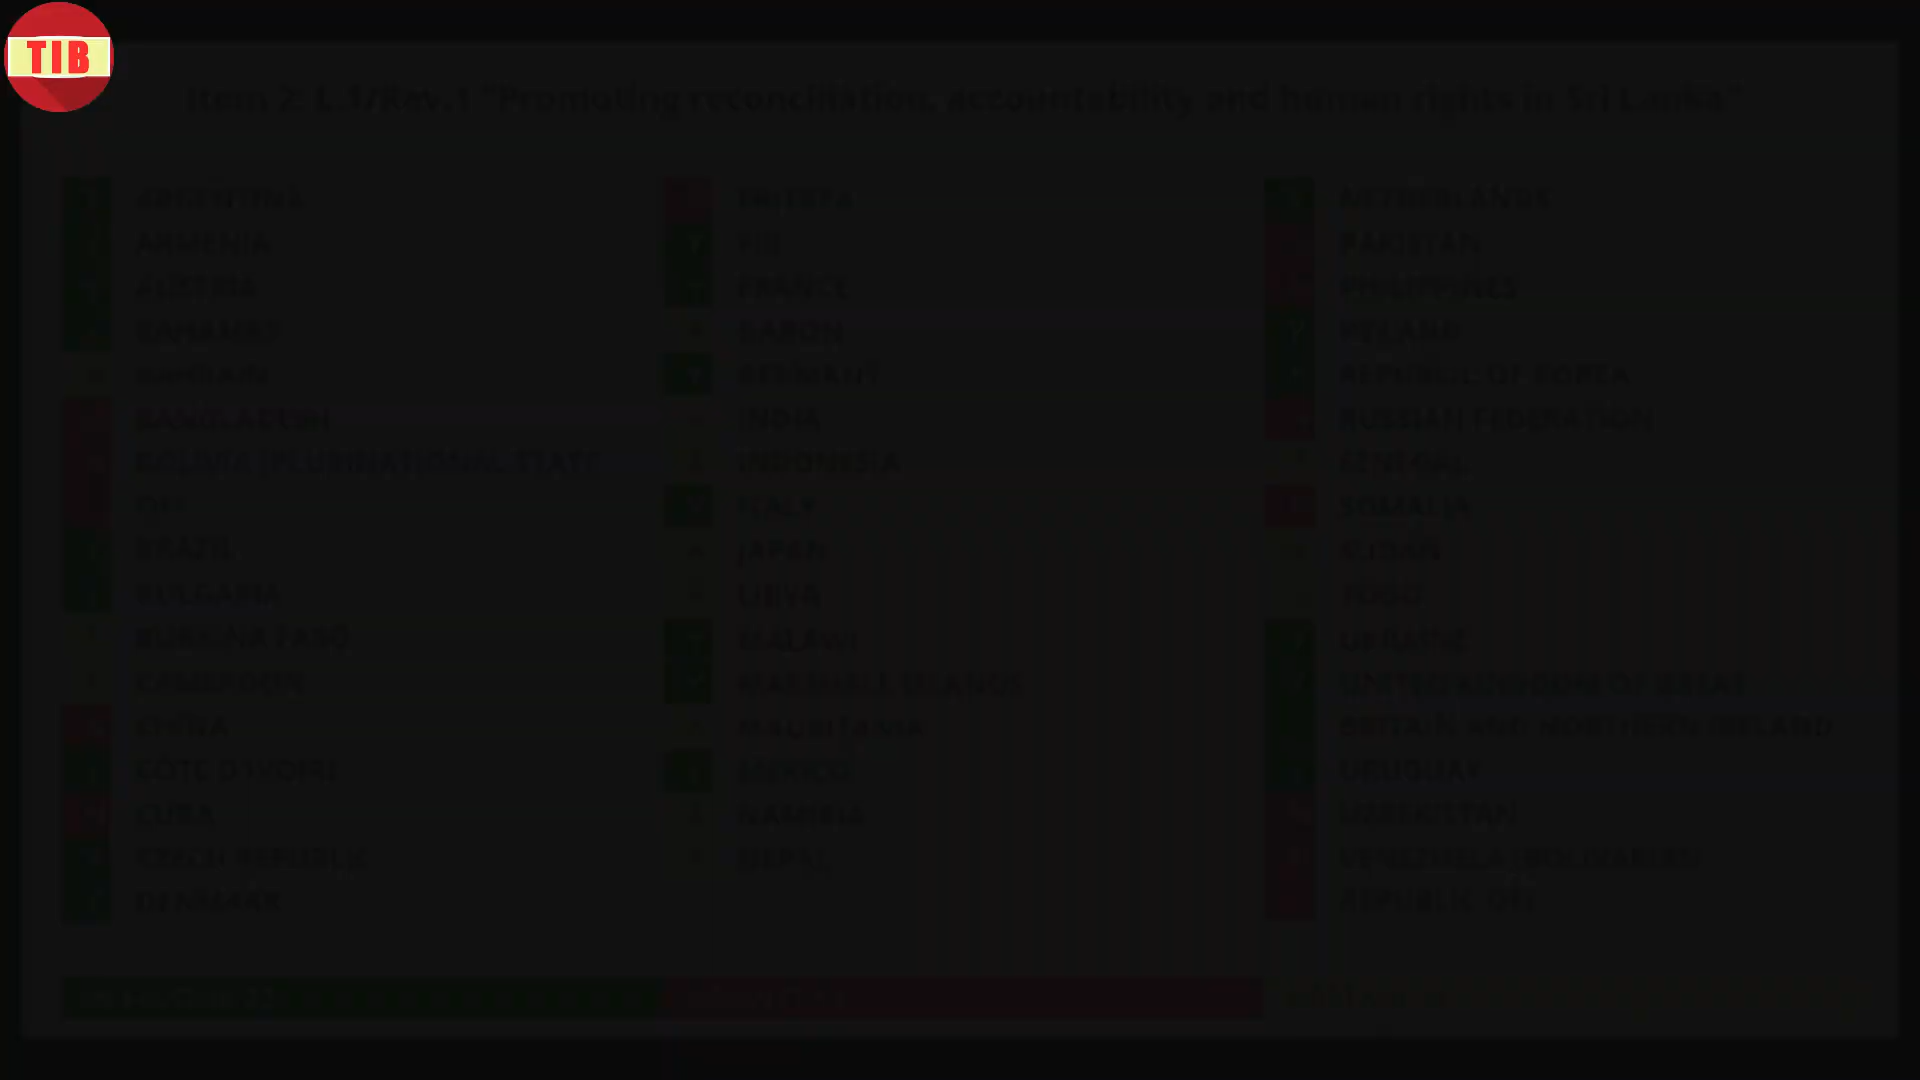 TIB
Item 2: L.1/Rev.1 "Promoting reconciliation, accountability and human rights in Sri Lanka"
ARGENTINA
ARMENIA
AUSTRIA
BAHAMAS
BAHRAIN
BANGLADESH
BOLIVIA (PLURINATIONAL STATE
OF)
BRAZIL
BULGARIA
BURKINA FASO
CAMEROON
CHINA
CÔTE D'IVOIRE
CUBA
CZECH REPUBLIC
DENMARK
ERITREA
FIJI
FRANCE
GABON
GERMANY
INDIA
INDONESIA
ITALY
JAPAN
LIBYA
MALAWI
MARSHALL ISLANDS
MAURITANIA
MEXICO
NAMIBIA
NEPAL
NETHERLANDS
PAKISTAN
PHILIPPINES
POLAND
REPUBLIC OF KOREA
RUSSIAN FEDERATION
SENEGAL
SOMALIA
SUDAN
TOGO
UKRAINE
UNITED KINGDOM OF GREAT
BRITAIN AND NORTHERN IRELAND
URUGUAY
UZBEKISTAN
VENEZUELA (BOLIVARIAN
REPUBLIC OF)